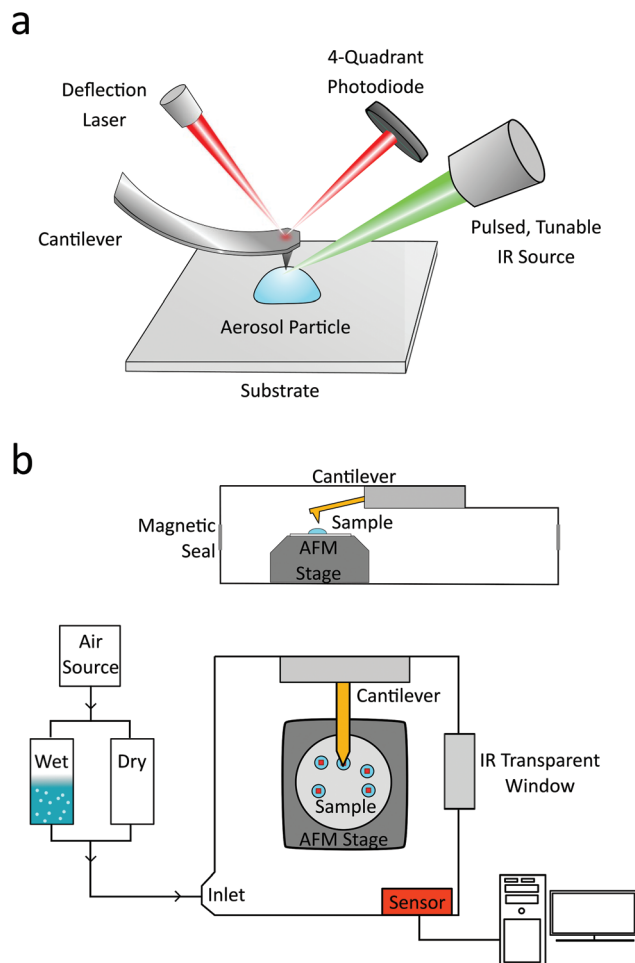 a
Deflection
Laser
4-Quadrant
Photodiode
Cantilever
Pulsed, Tunable
IR Source
Aerosol Particle
Substrate
b
Cantilever
Magnetic
Seal
Sample
AFM
Stage
Air
Source
Wet
Dry
Cantilever
IR Transparent
Window
Sample
AFM Stage
Inlet
Sensor